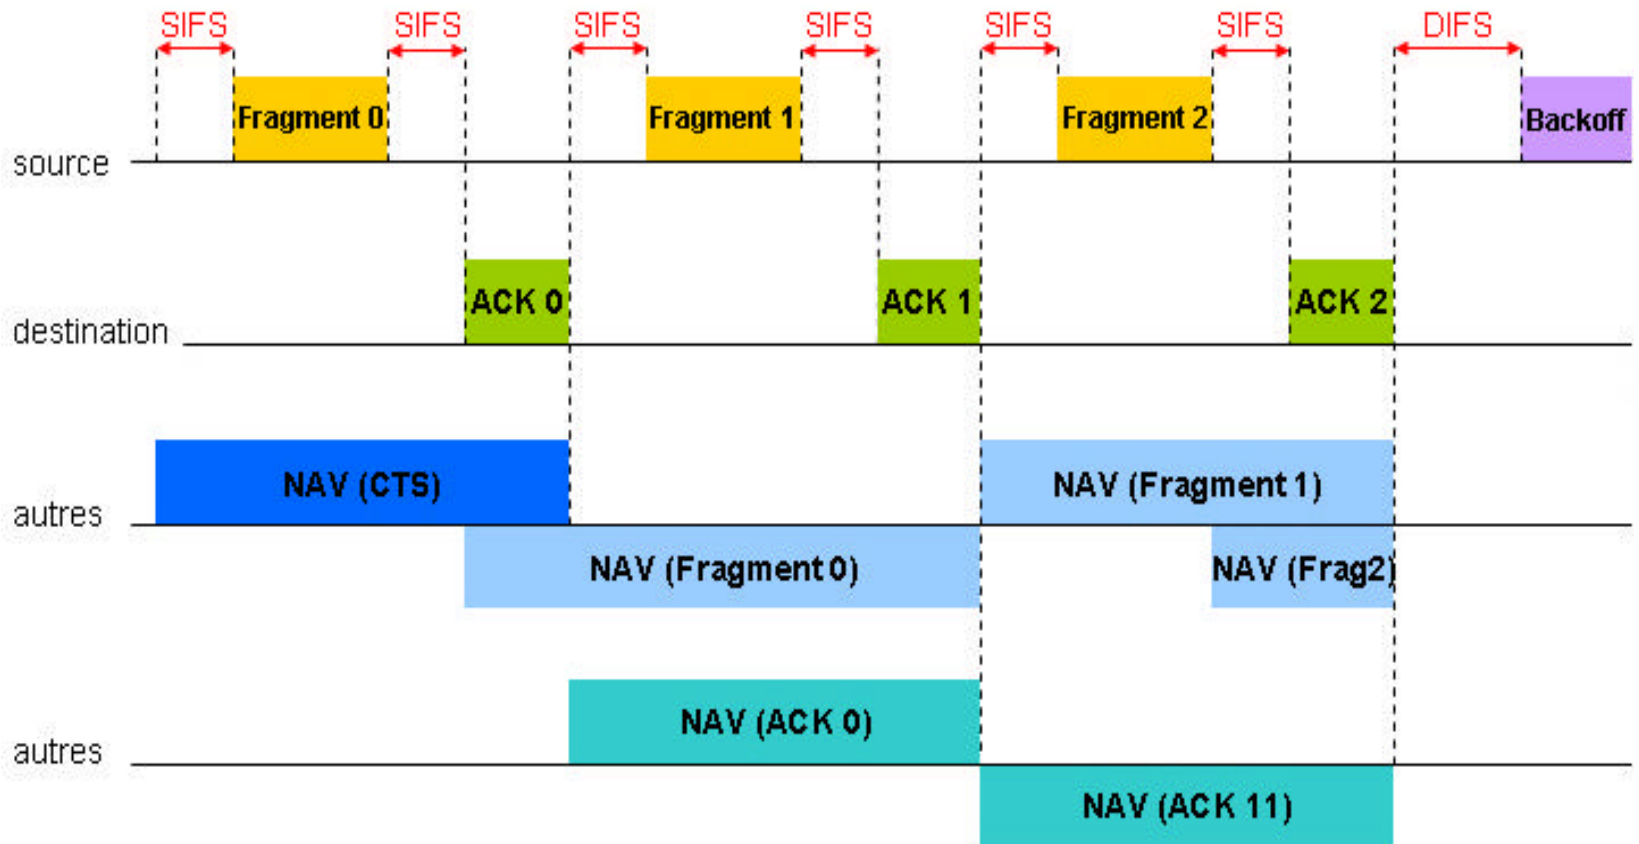 SIFS SIFS SIFS SIFS SIFS SIFS DIFS
Fragment 0 Fragment 1 Fragment 2 Backoff
source
ACK 0 ACK 1 ACK 2
destination
NAV (CTS) NAV (Fragment 1)
autres
NAV (Fragment 0) NAV (Frag2)
NAV (ACK 0)
autres
NAV (ACK 11)